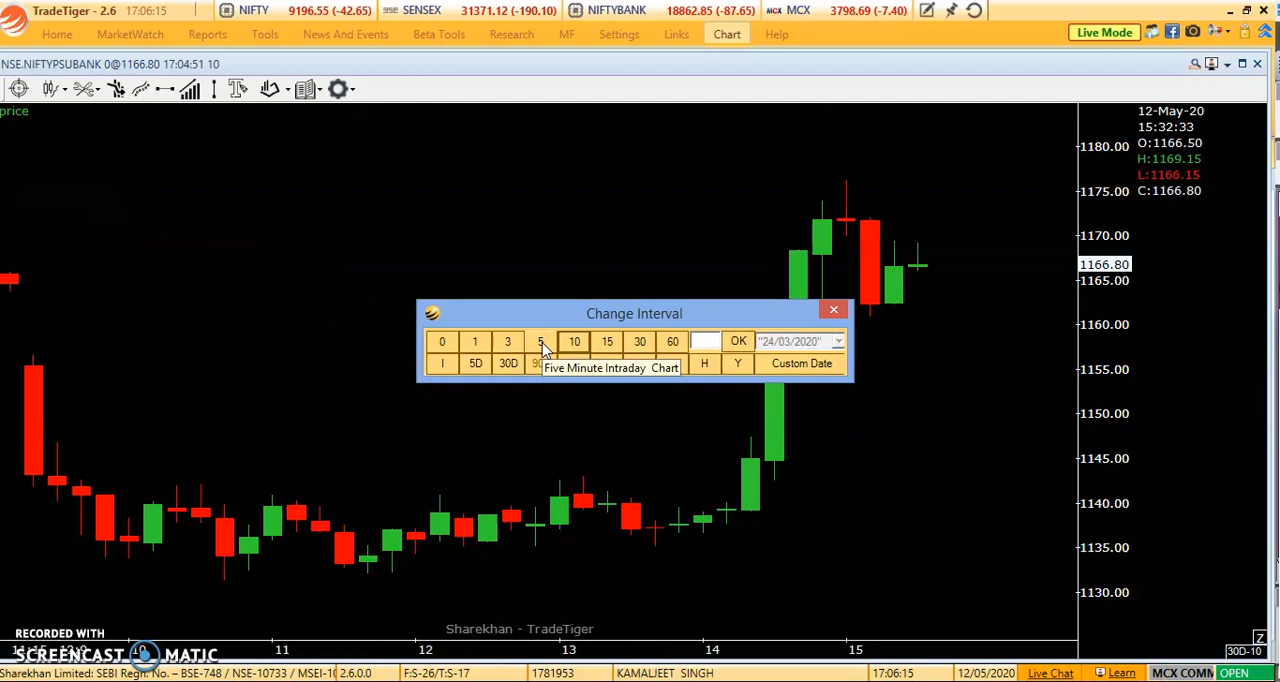 TradeTiger - 2.6 17:06:15 NIFTY 9196.55 (-42.65) BSE SENSEX 31371.12 (-190.10) NIFTYBANK 18862.85 (-87.65) MCX MCX 3798.69 (-7.40)
Home MarketWatch Reports Tools News And Events Beta Tools Research MF Settings Links Chart Help Live Mode
NSE.NIFTYPSUBANK 0@1166.80 17:04:51 10
price
12-May-20
15:32:33
O:1166.50
H:1169.15
L:1166.15
C:1166.80
1180.00
1175.00
1170.00
1166.80
1165.00
1160.00
1155.00
1150.00
1145.00
1140.00
1135.00
1130.00
Change Interval
0 1 3 5 10 15 30 60 OK "24/03/2020"
I 5D 30D H Y Custom Date
Five Minute Intraday Chart
Sharekhan - TradeTiger
RECORDED WITH
SCREENCAST MATIC
10 11 12 13 14 15
Z
30D-10
Sharekhan Limited: SEBI Regn. No. – BSE-748 / NSE-10733 / MSEI-1 2.6.0.0 F:S-26/T:S-17 1781953 KAMALJEET SINGH 17:06:15 12/05/2020 Live Chat Learn MCX COMM OPEN